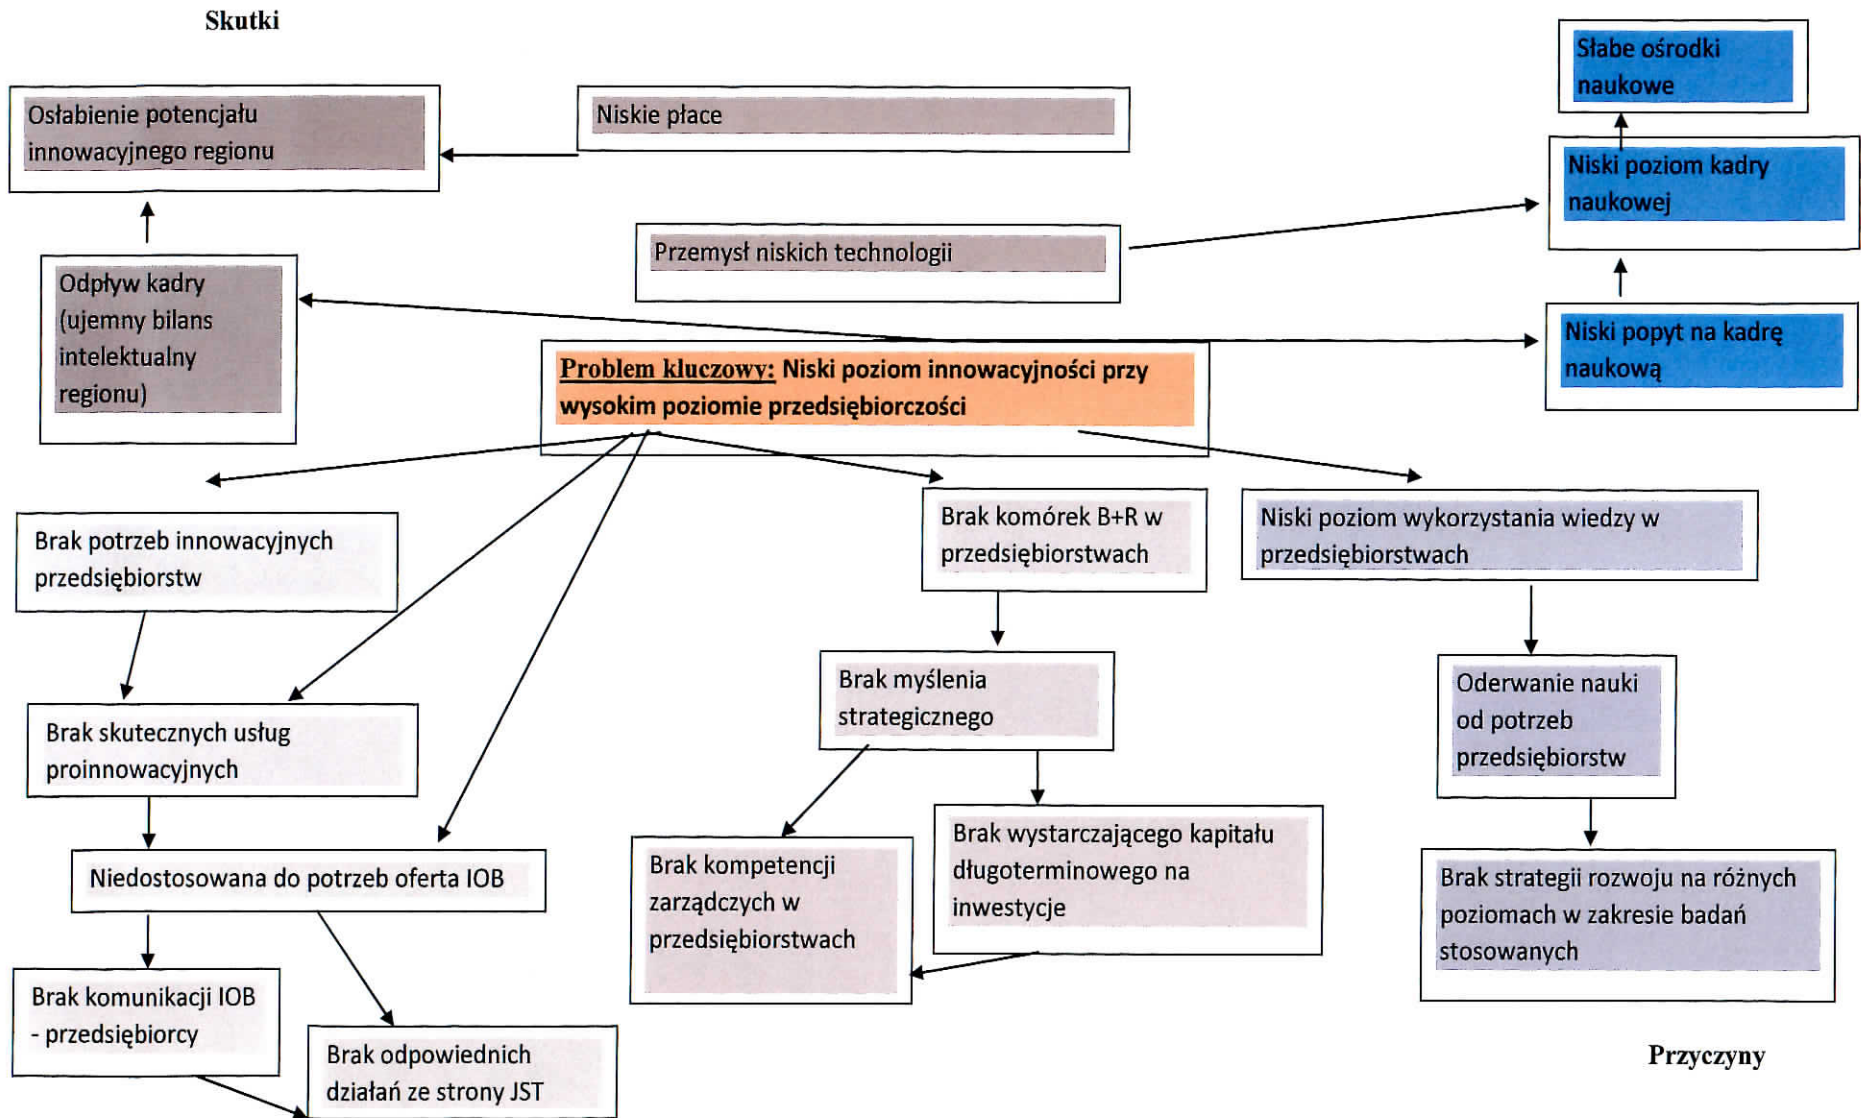 Skutki
Słabe ośrodki
naukowe
Osłabienie potencjału
innowacyjnego regionu
Niskie płace
Niski poziom kadry
naukowej
Przemysł niskich technologii
Odpływ kadry
(ujemny bilans
intelektualny
regionu)
Niski popyt na kadrę
naukową
Problem kluczowy: Niski poziom innowacyjności przy
wysokim poziomie przedsiębiorczości
Brak potrzeb innowacyjnych
przedsiębiorstw
Brak komórek B+R w
przedsiębiorstwach
Niski poziom wykorzystania wiedzy w
przedsiębiorstwach
Brak skutecznych usług
proinnowacyjnych
Brak myślenia
strategicznego
Oderwanie nauki
od potrzeb
przedsiębiorstw
Niedostosowana do potrzeb oferta IOB
Brak kompetencji
zarządczych w
przedsiębiorstwach
Brak wystarczającego kapitału
długoterminowego na
inwestycje
Brak strategii rozwoju na różnych
poziomach w zakresie badań
stosowanych
Brak komunikacji IOB
- przedsiębiorcy
Brak odpowiednich
działań ze strony JST
Przyczyny